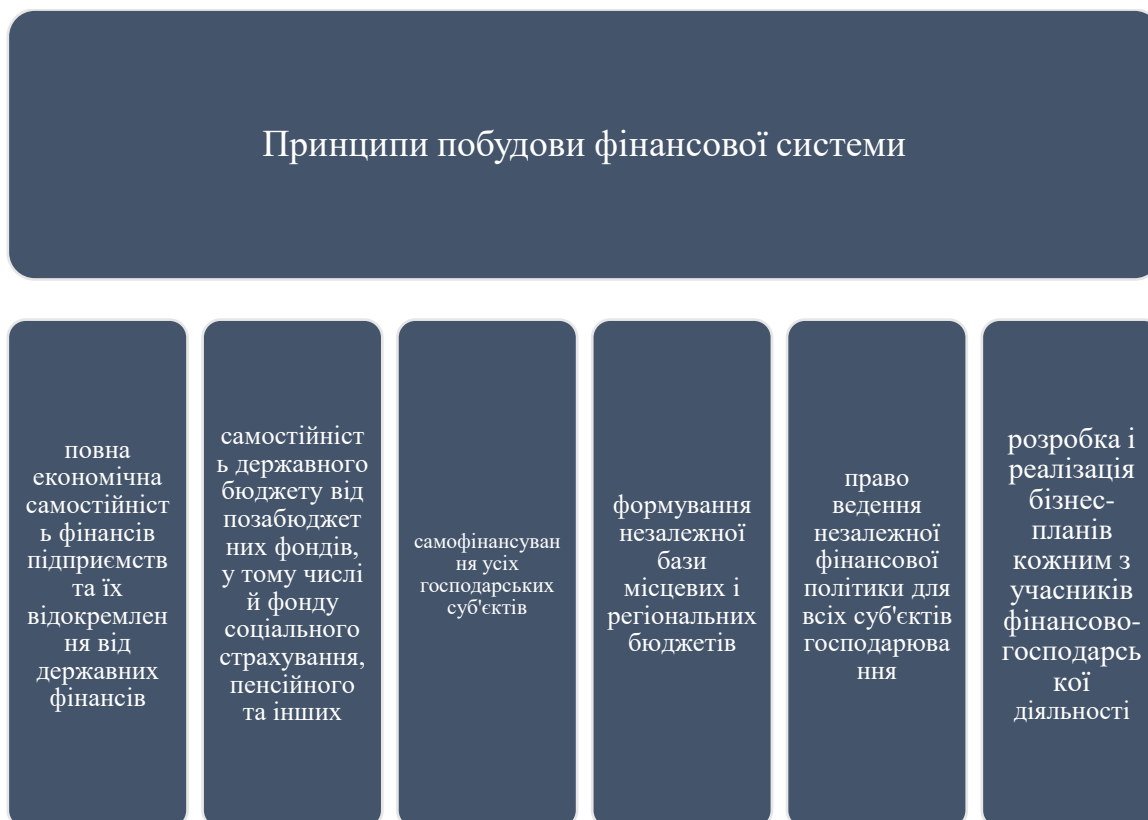 Принципи побудови фінансової системи
повна
економічна
самостійніст
ь фінансів
підприємств
та їх
відокремлен
ня від
державних
фінансів
самостійніст
ь державного
бюджету від
позабюджет
них фондів,
у тому числі
й фонду
соціального
страхування,
пенсійного
та інших
самофінансуван
ня усіх
господарських
суб'єктів
формування
незалежної
бази
місцевих і
регіональних
бюджетів
право
ведення
незалежної
фінансової
політики для
всіх суб'єктів
господарюва
ння
розробка і
реалізація
бізнес-
планів
кожним з
учасників
фінансово-
господарсь
кої
діяльності